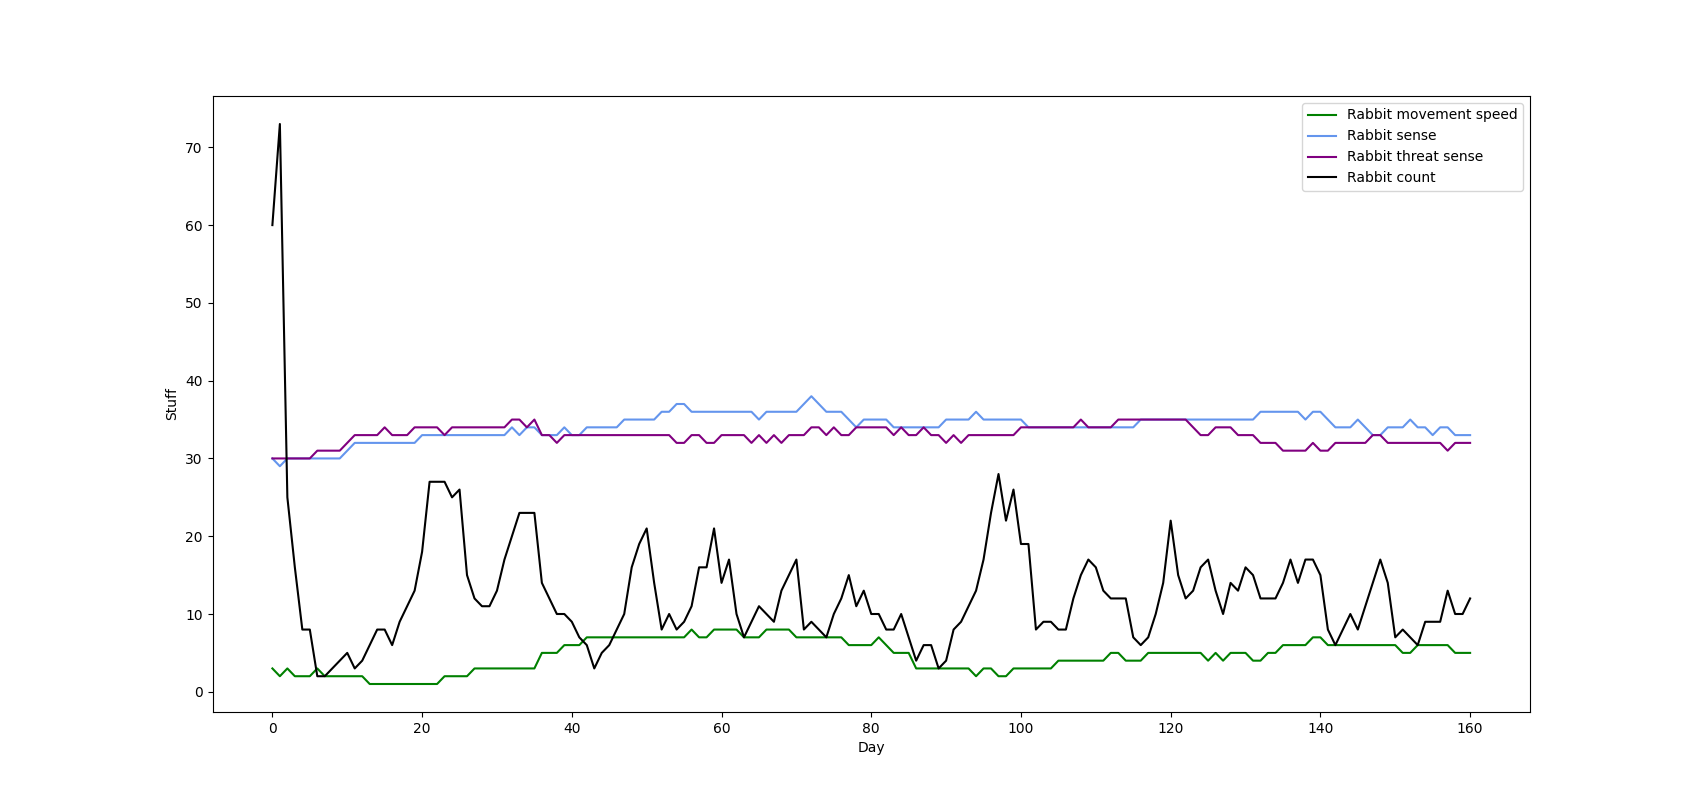 Rabbit movement speed
Rabbit sense
Rabbit threat sense
Rabbit count
70
60
50
40
30
20
10
0
Stuff
0 20 40 60 80 100 120 140 160
Day